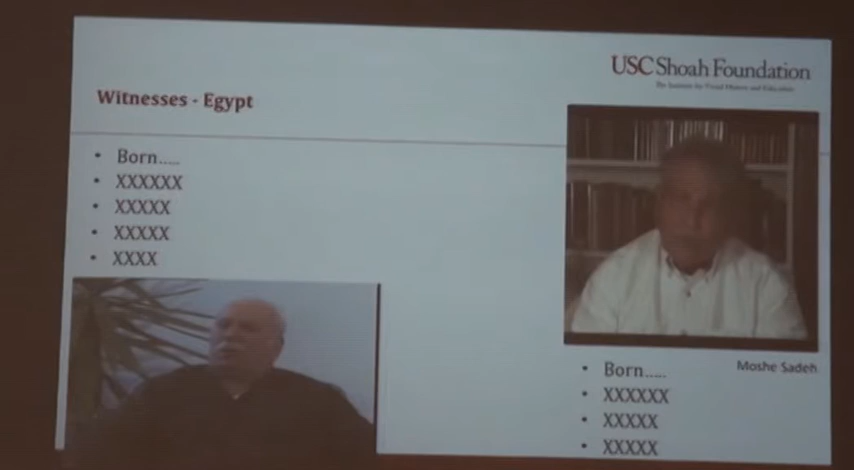 USC Shoah Foundation
The Institute for Visual History and Education
Witnesses - Egypt
• Born.....
• XXXXXX
• XXXXX
• XXXXX
• XXXX
Moshe Sadeh
• Born.....
• XXXXXX
• XXXXX
• XXXXX